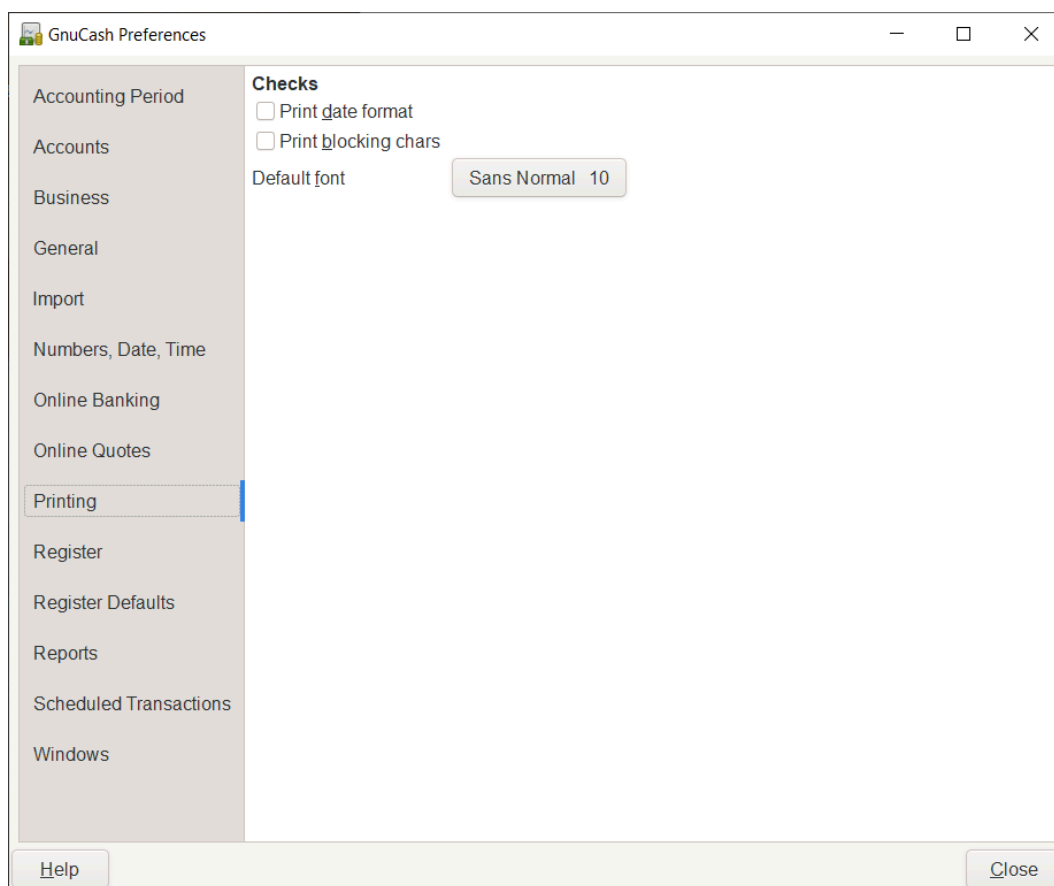 GnuCash Preferences
Accounting Period
Accounts
Business
General
Import
Numbers, Date, Time
Online Banking
Online Quotes
Printing
Register
Register Defaults
Reports
Scheduled Transactions
Windows
Checks
Print date format
Print blocking chars
Default font Sans Normal 10
Help Close